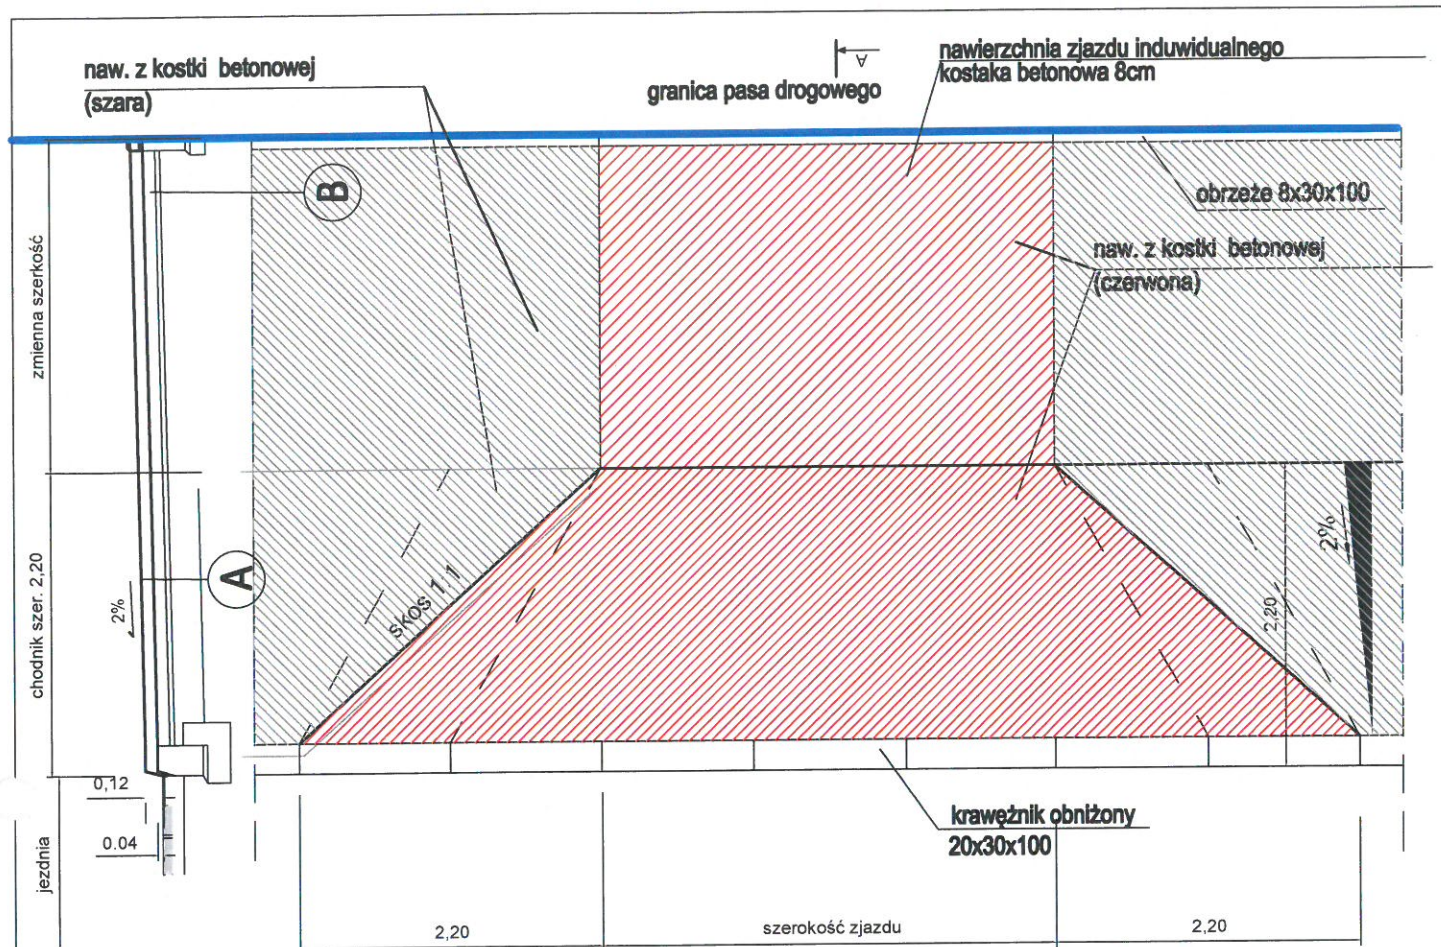 naw. z kostki betonowej
(szara)
A
granica pasa drogowego
nawierzchnia zjazdu induwidualnego
kostaka betonowa 8cm
B
obrzeże 8x30x100
naw. z kostki betonowej
(czerwona)
zmienna szerkość
chodnik szer. 2,20
2%
A
skos 1:1
2,20
2%
0,12
0.04
jezdnia
krawężnik obniżony
20x30x100
2,20
szerokość zjazdu
2,20